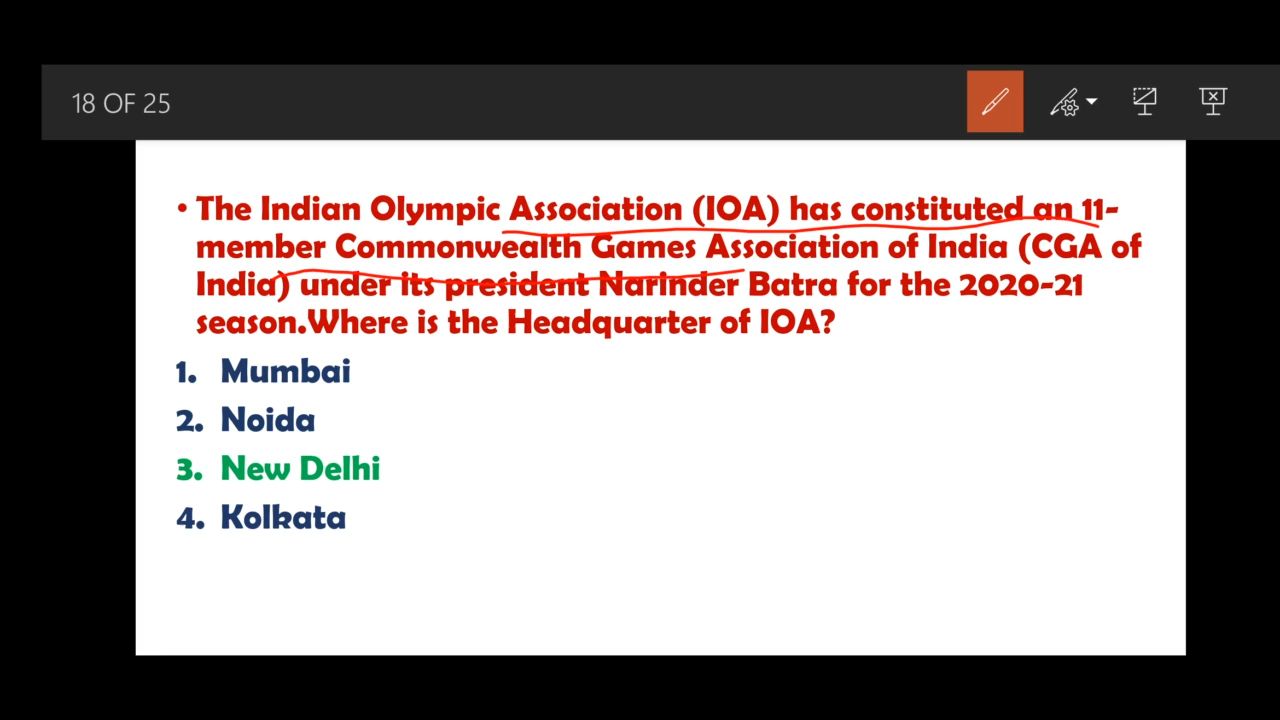 18 OF 25
• The Indian Olympic Association (IOA) has constituted an 11-
member Commonwealth Games Association of India (CGA of
India) under its president Narinder Batra for the 2020-21
season.Where is the Headquarter of IOA?
1. Mumbai
2. Noida
3. New Delhi
4. Kolkata